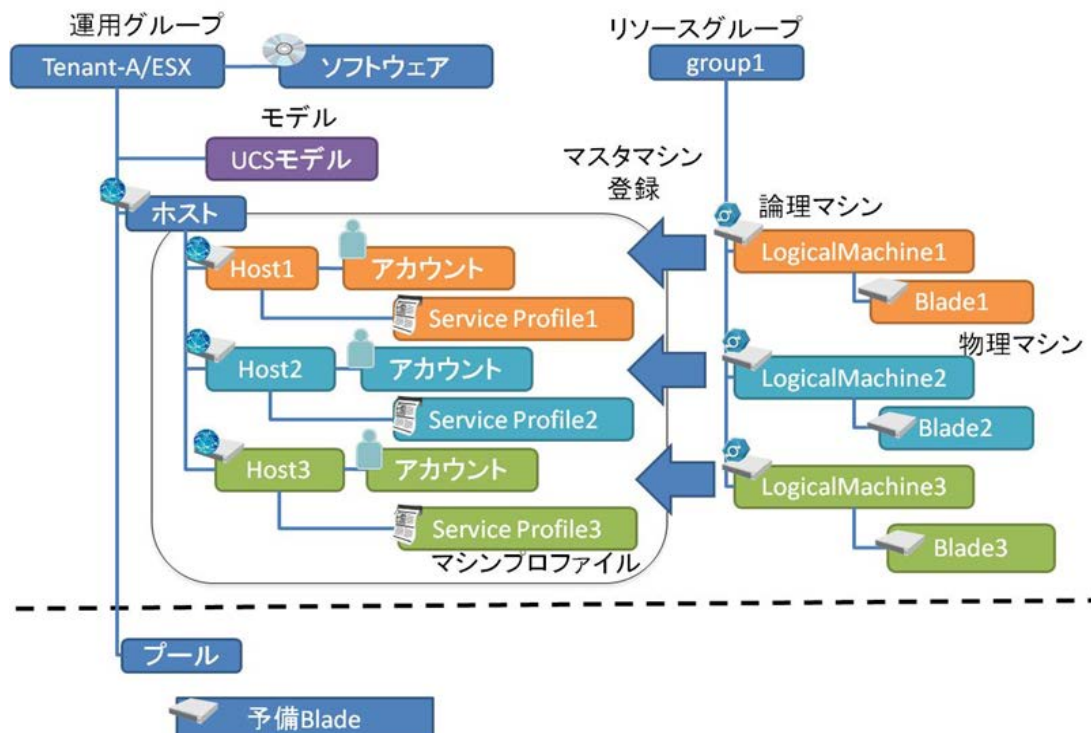 運用グループ
リソースグループ
Tenant-A/ESX
ソフトウェア
group1
モデル
UCSモデル
マスタマシン
登録
ホスト
論理マシン
Host1
アカウント
LogicalMachine1
Service Profile1
Blade1
物理マシン
Host2
アカウント
LogicalMachine2
Service Profile2
Blade2
Host3
アカウント
LogicalMachine3
Service Profile3
Blade3
マシンプロファイル
プール
予備Blade